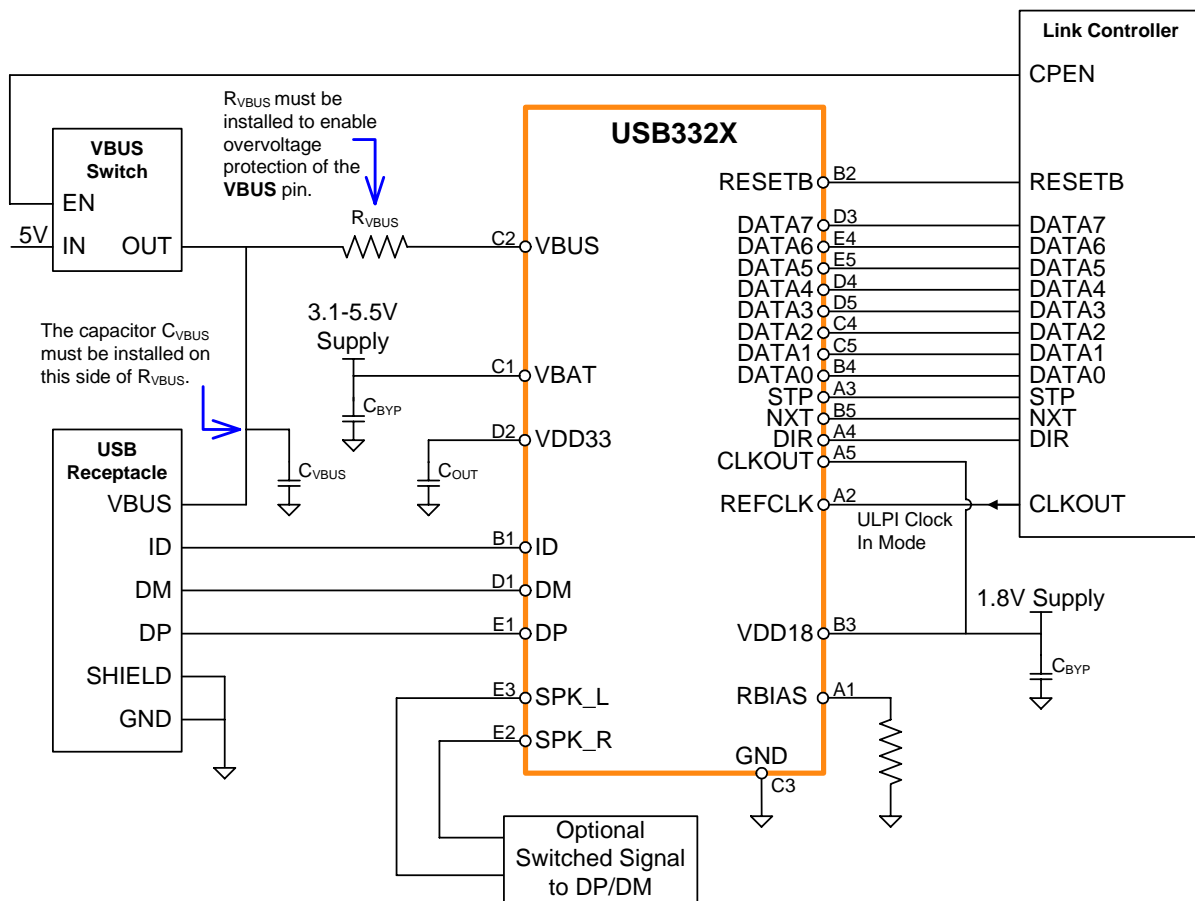 Link Controller
CPEN
RESETB
DATA7
DATA6
DATA5
DATA4
DATA3
DATA2
DATA1
DATA0
STP
NXT
DIR
CLKOUT
RVBUS must be
installed to enable
overvoltage
protection of the
VBUS pin.
VBUS
Switch
EN
5V
IN
OUT
RVBUS
USB332X
C2
VBUS
3.1-5.5V
Supply
C1
VBAT
CBYP
D2
VDD33
COUT
The capacitor CVBUS
must be installed on
this side of RVBUS.
CVBUS
USB
Receptacle
VBUS
ID
DM
DP
SHIELD
GND
B1
ID
D1
DM
E1
DP
E3
SPK_L
E2
SPK_R
RESETB
B2
DATA7
D3
DATA6
E4
DATA5
E5
DATA4
D4
DATA3
D5
DATA2
C4
DATA1
C5
DATA0
B4
STP
A3
NXT
B5
DIR
A4
CLKOUT
A5
REFCLK
A2
ULPI Clock
In Mode
1.8V Supply
VDD18
B3
CBYP
RBIAS
A1
GND
C3
Optional
Switched Signal
to DP/DM